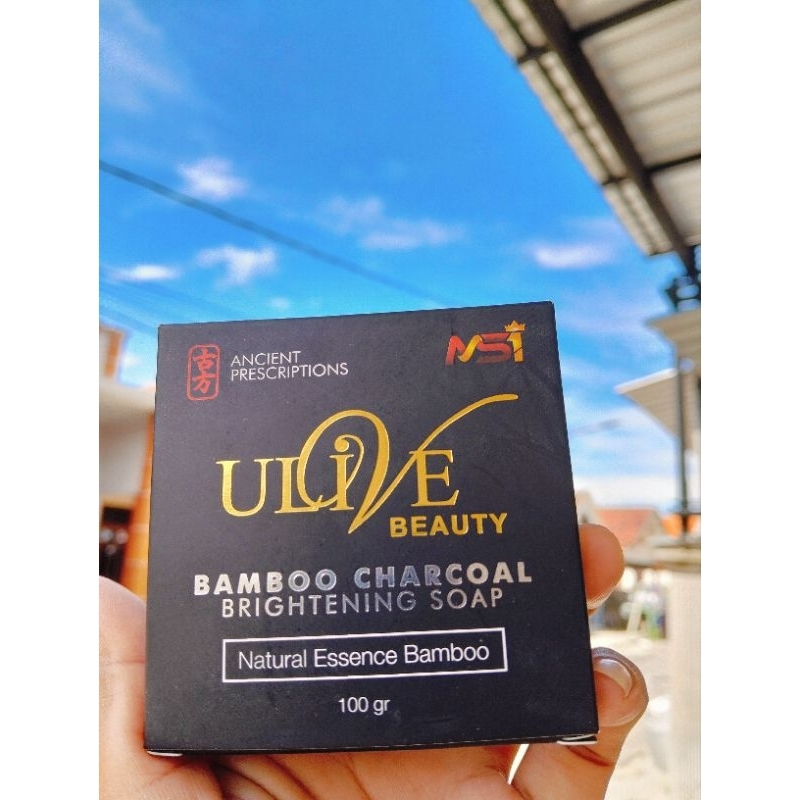 古方
ANCIENT
PRESCRIPTIONS
MSI
ULIVE
BEAUTY
BAMBOO CHARCOAL
BRIGHTENING SOAP
Natural Essence Bamboo
100 gr